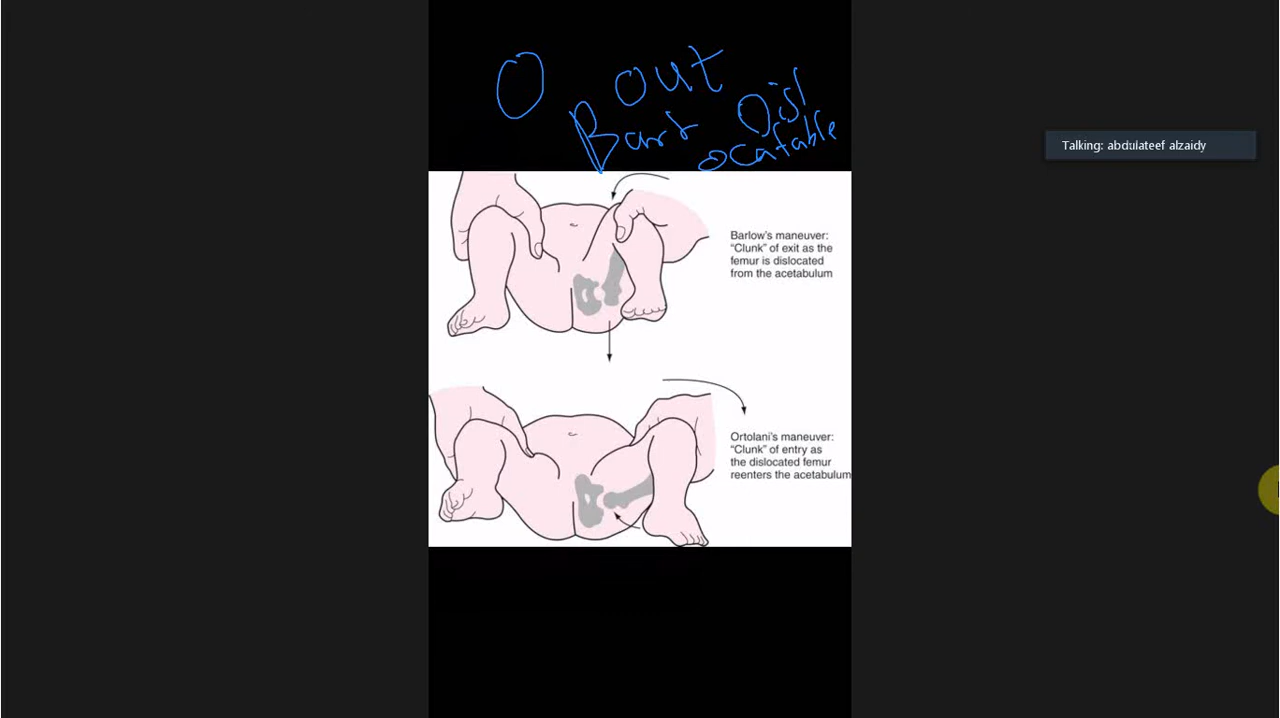 O out
Disl
ocatable
Talking: abdulateef alzaidy
Barlow's maneuver:
"Clunk" of exit as the
femur is dislocated
from the acetabulum
Ortolani's maneuver:
"Clunk" of entry as
the dislocated femur
reenters the acetabulum